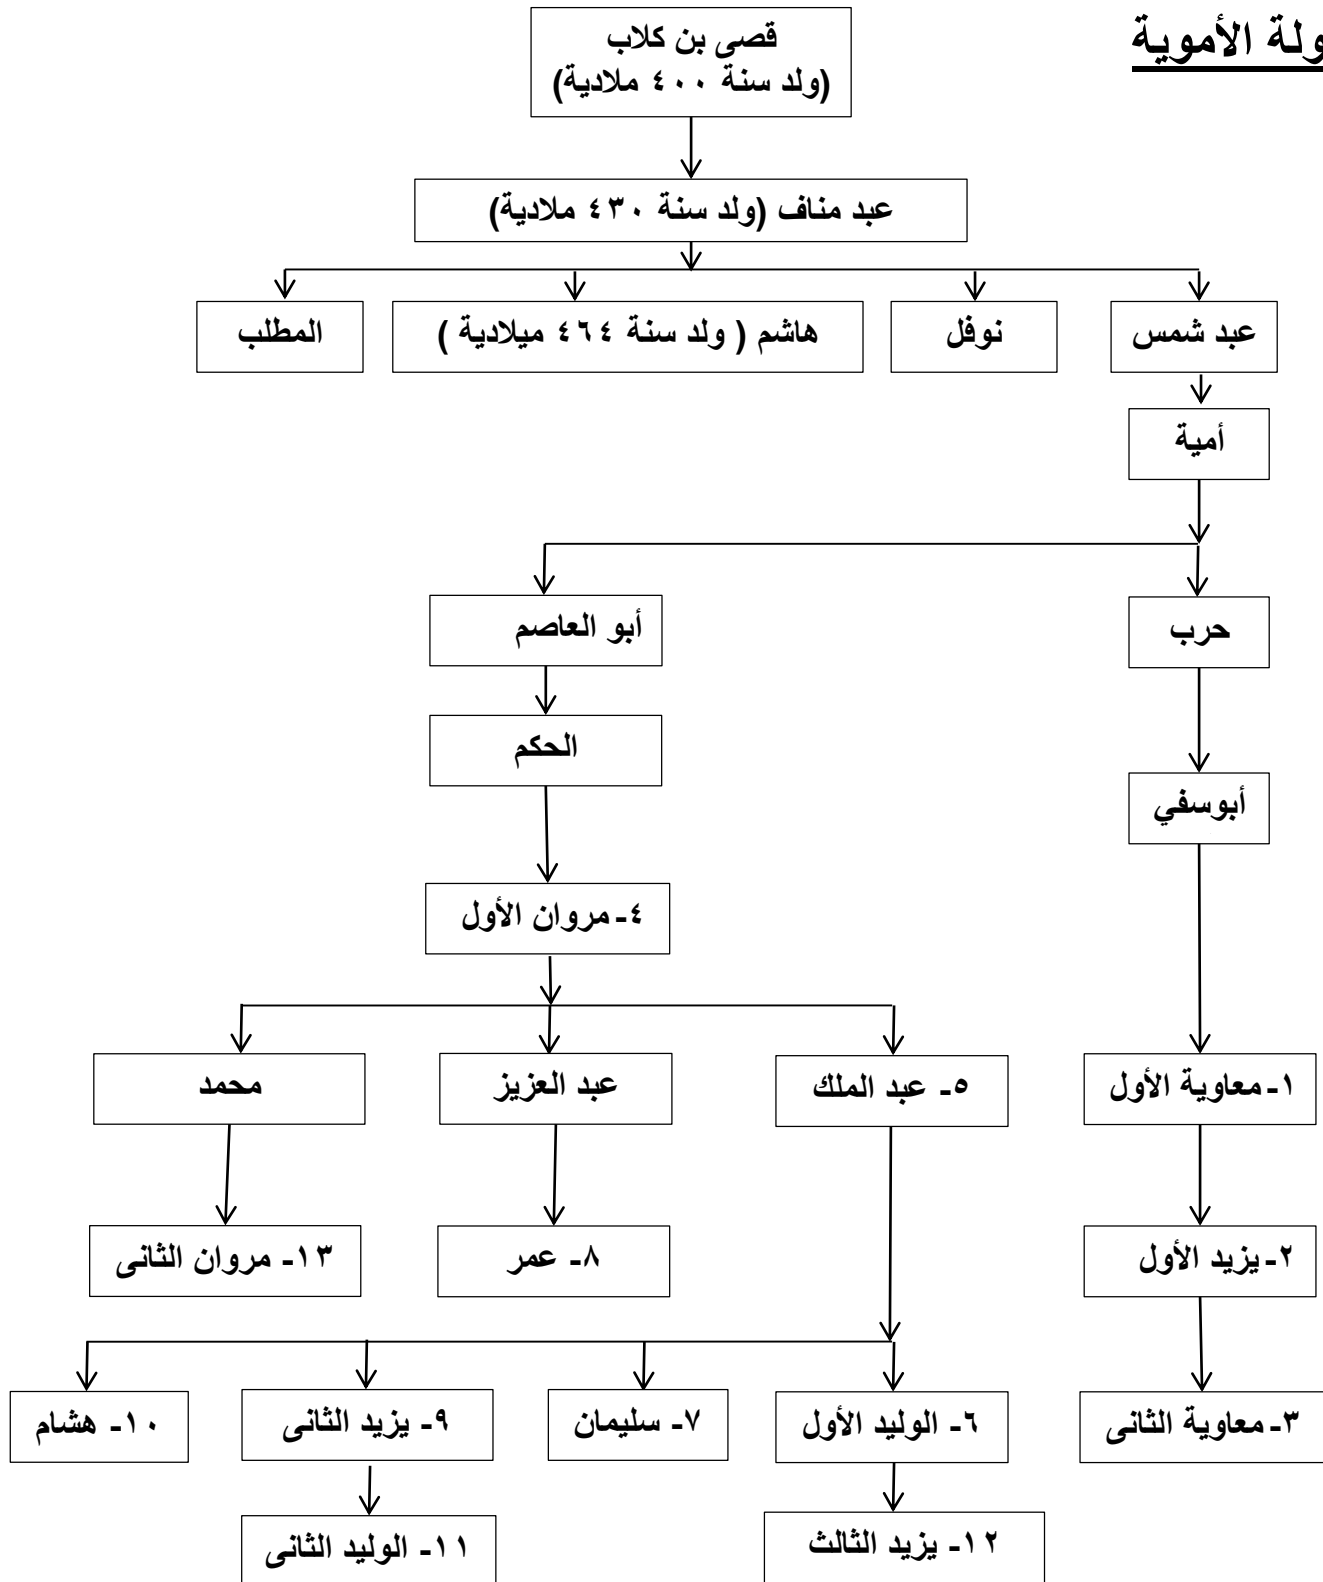 ولة الأموية
قصى بن كلاب
(ولد سنة ٤٠٠ ملادية)
عبد مناف (ولد سنة ٤٣٠ ملادية)
عبد شمس
نوفل
هاشم ( ولد سنة ٤٦٤ ميلادية )
المطلب
أمية
حرب
أبو العاصم
الحكم
أبوسفي
٤- مروان الأول
١- معاوية الأول
٥- عبد الملك
عبد العزيز
محمد
٢- يزيد الأول
٨- عمر
١٣- مروان الثانى
٣- معاوية الثانى
٦- الوليد الأول
٧- سليمان
٩- يزيد الثانى
١٠- هشام
١٢- يزيد الثالث
١١- الوليد الثانى